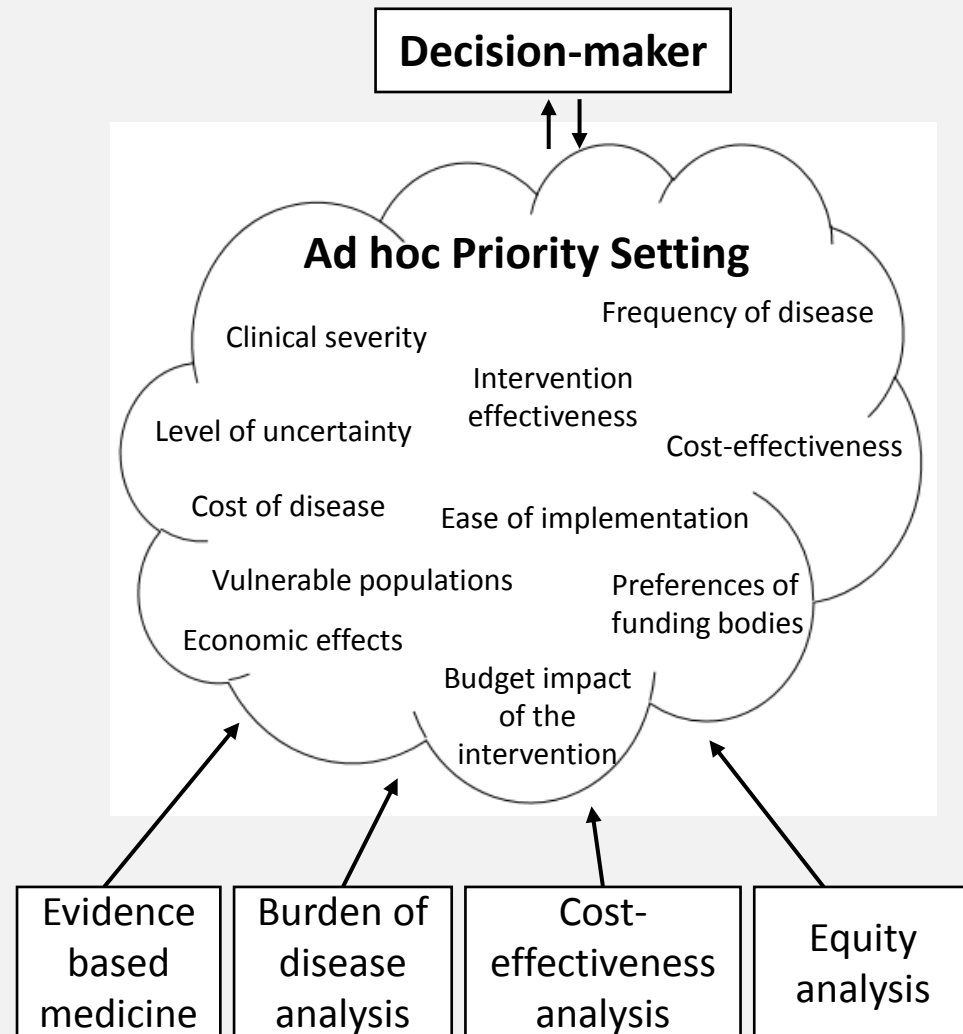 Decision-maker
Ad hoc Priority Setting
Frequency of disease
Clinical severity
Intervention
effectiveness
Level of uncertainty
Cost-effectiveness
Cost of disease
Ease of implementation
Vulnerable populations
Preferences of
funding bodies
Economic effects
Budget impact
of the
intervention
Evidence
based
medicine
Burden of
disease
analysis
Cost-
effectiveness
analysis
Equity
analysis